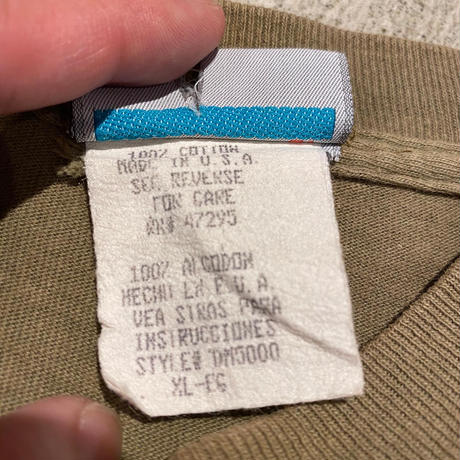 100% COTTON
MADE IN U.S.A.
SEE REVERSE
FOR CARE
RN# 47295
100% ALGODON
HECHO EN E.U.A.
VEA ATRAS PARA
INSTRUCCIONES
STYLE# DM5000
XL-EG